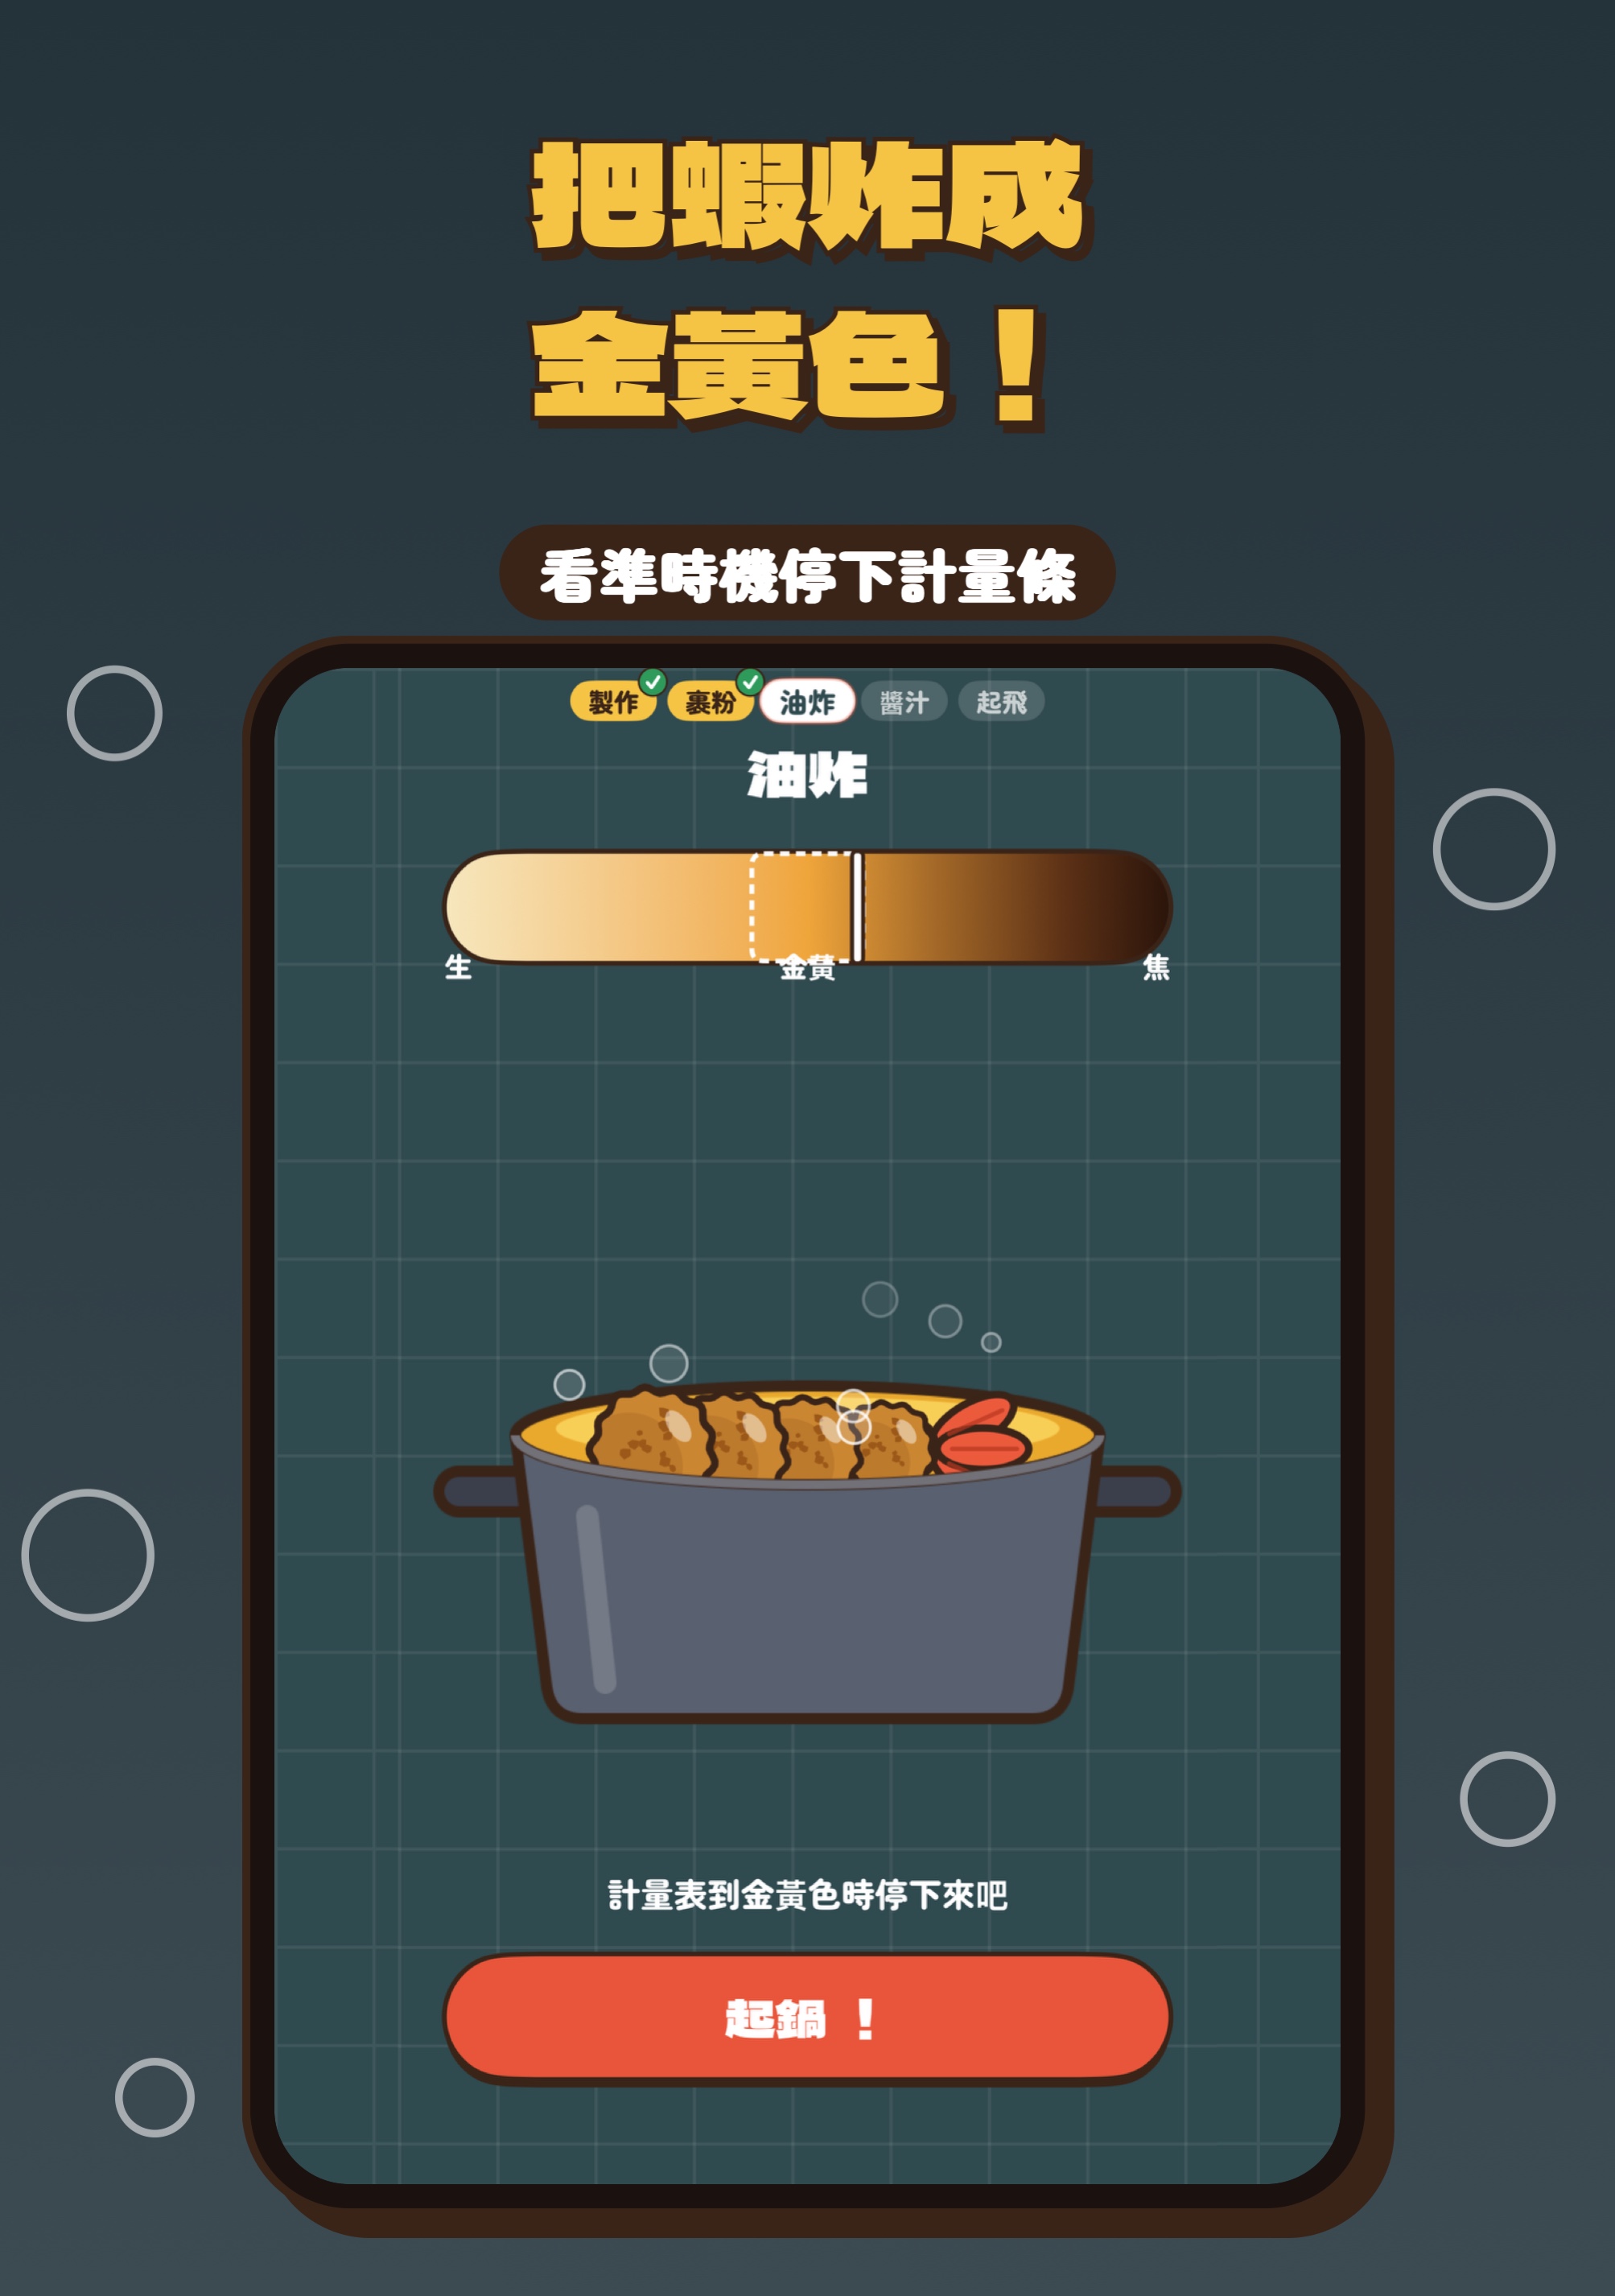 把蝦炸成
金黃色！
看準時機停下計量條
製作 裹粉 油炸 醬汁 起飛
油炸
生 金黃 焦
計量表到金黃色時停下來吧
起鍋！